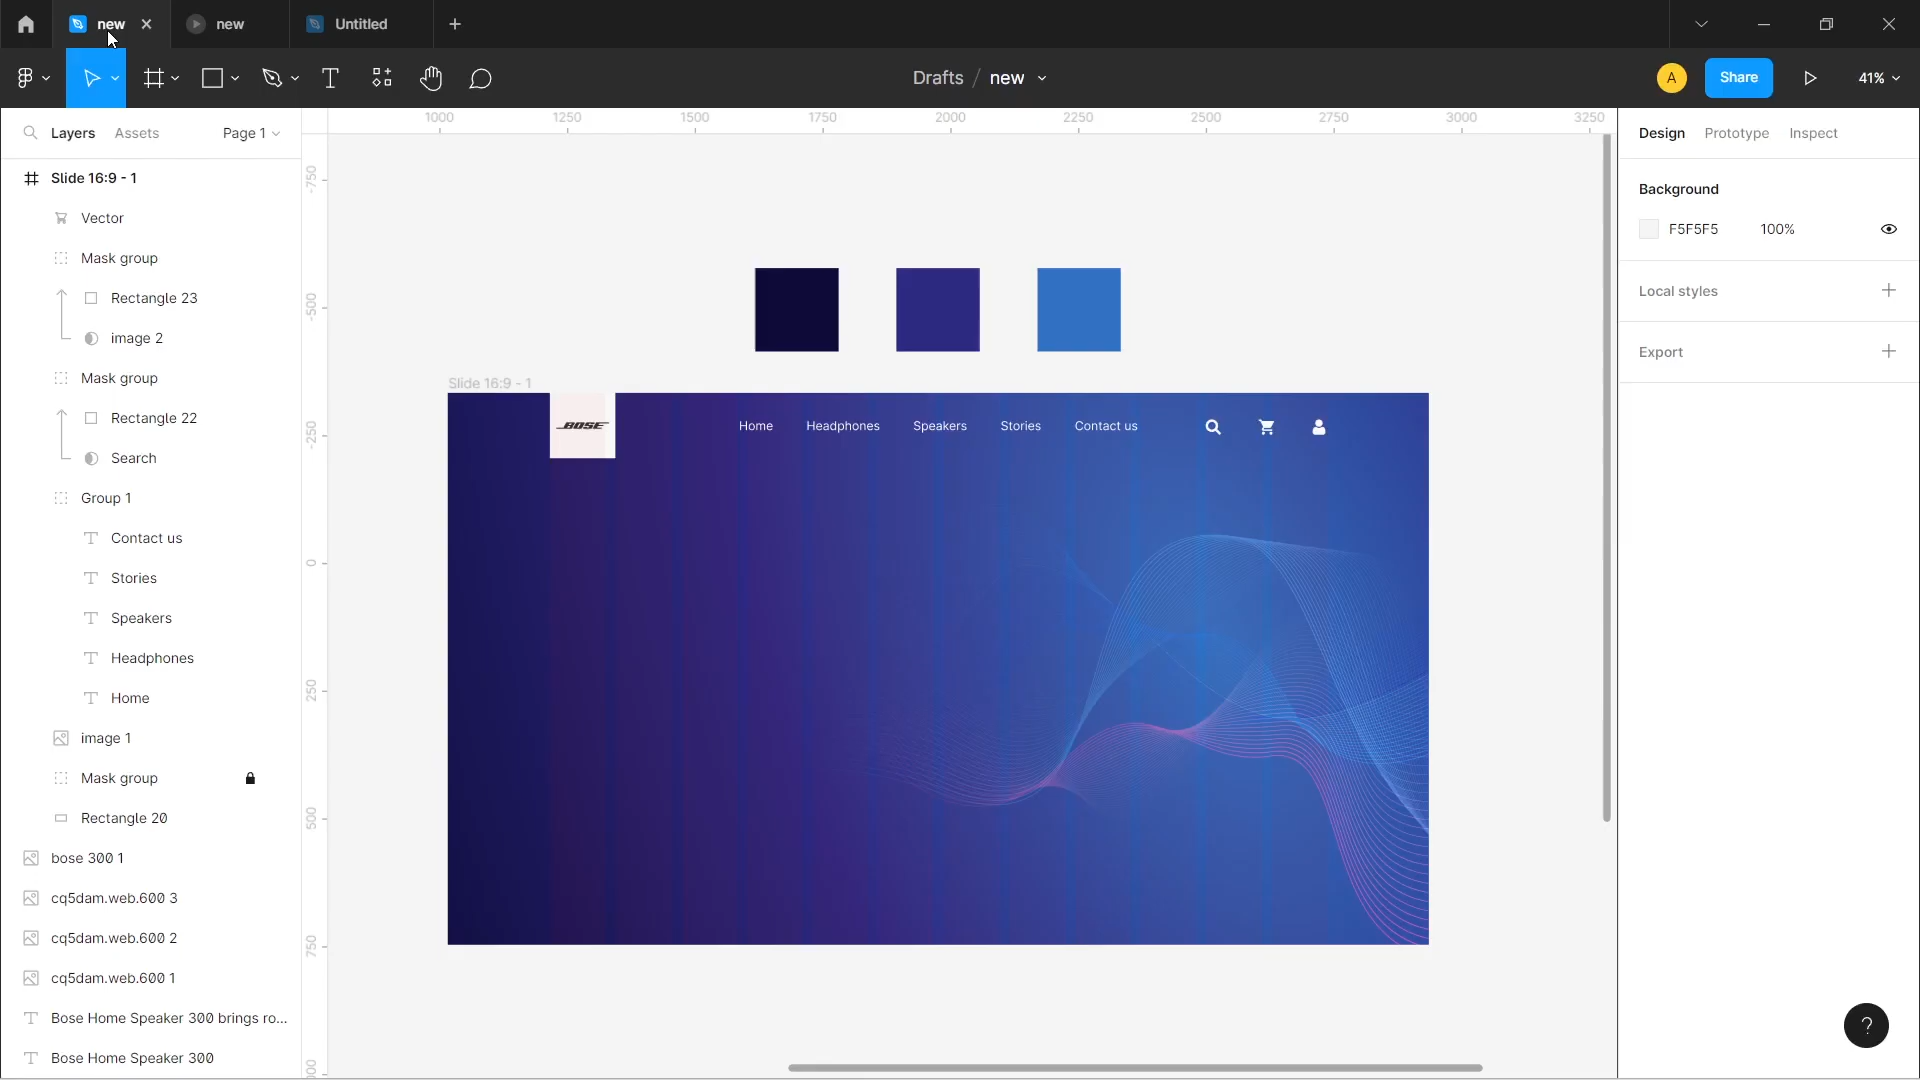 new
new
Untitled
Drafts / new
A
Share
41%
Layers
Assets
Page 1
Design
Prototype
Inspect
1000
1250
1500
1750
2000
2250
2500
2750
3000
3250
-750
-500
-250
0
250
500
750
Slide 16:9 - 1
Vector
Mask group
Rectangle 23
image 2
Mask group
Rectangle 22
Search
Group 1
Contact us
Stories
Speakers
Headphones
Home
image 1
Mask group
Rectangle 20
bose 300 1
cq5dam.web.600 3
cq5dam.web.600 2
cq5dam.web.600 1
Bose Home Speaker 300 brings ro...
Bose Home Speaker 300
Slide 16:9 - 1
BOSE
Home
Headphones
Speakers
Stories
Contact us
Background
F5F5F5
100%
Local styles
Export
?